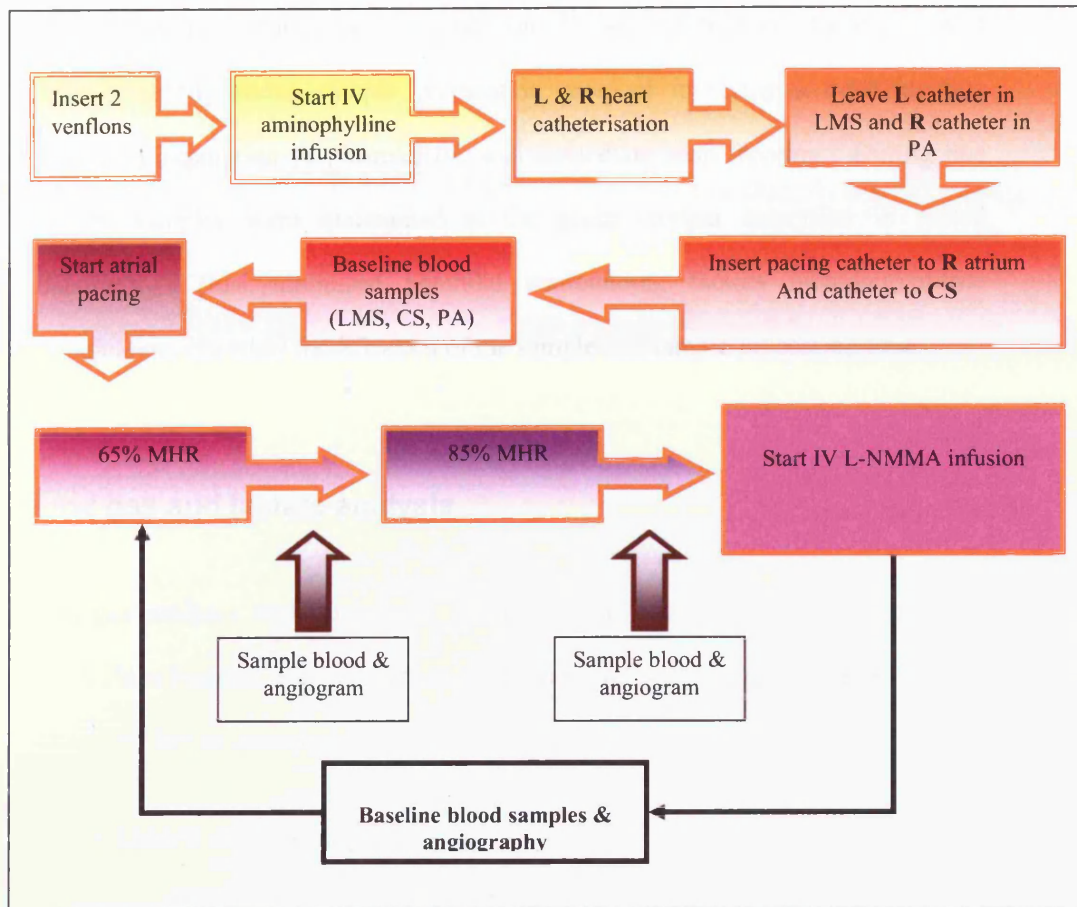 Insert 2
venflons
Start IV
aminophylline
infusion
L & R heart
catheterisation
Leave L catheter in
LMS and R catheter in
PA
Start atrial
pacing
Baseline blood
samples
(LMS, CS, PA)
Insert pacing catheter to R atrium
And catheter to CS
65% MHR
85% MHR
Start IV L-NMMA infusion
Sample blood &
angiogram
Sample blood &
angiogram
Baseline blood samples &
angiography